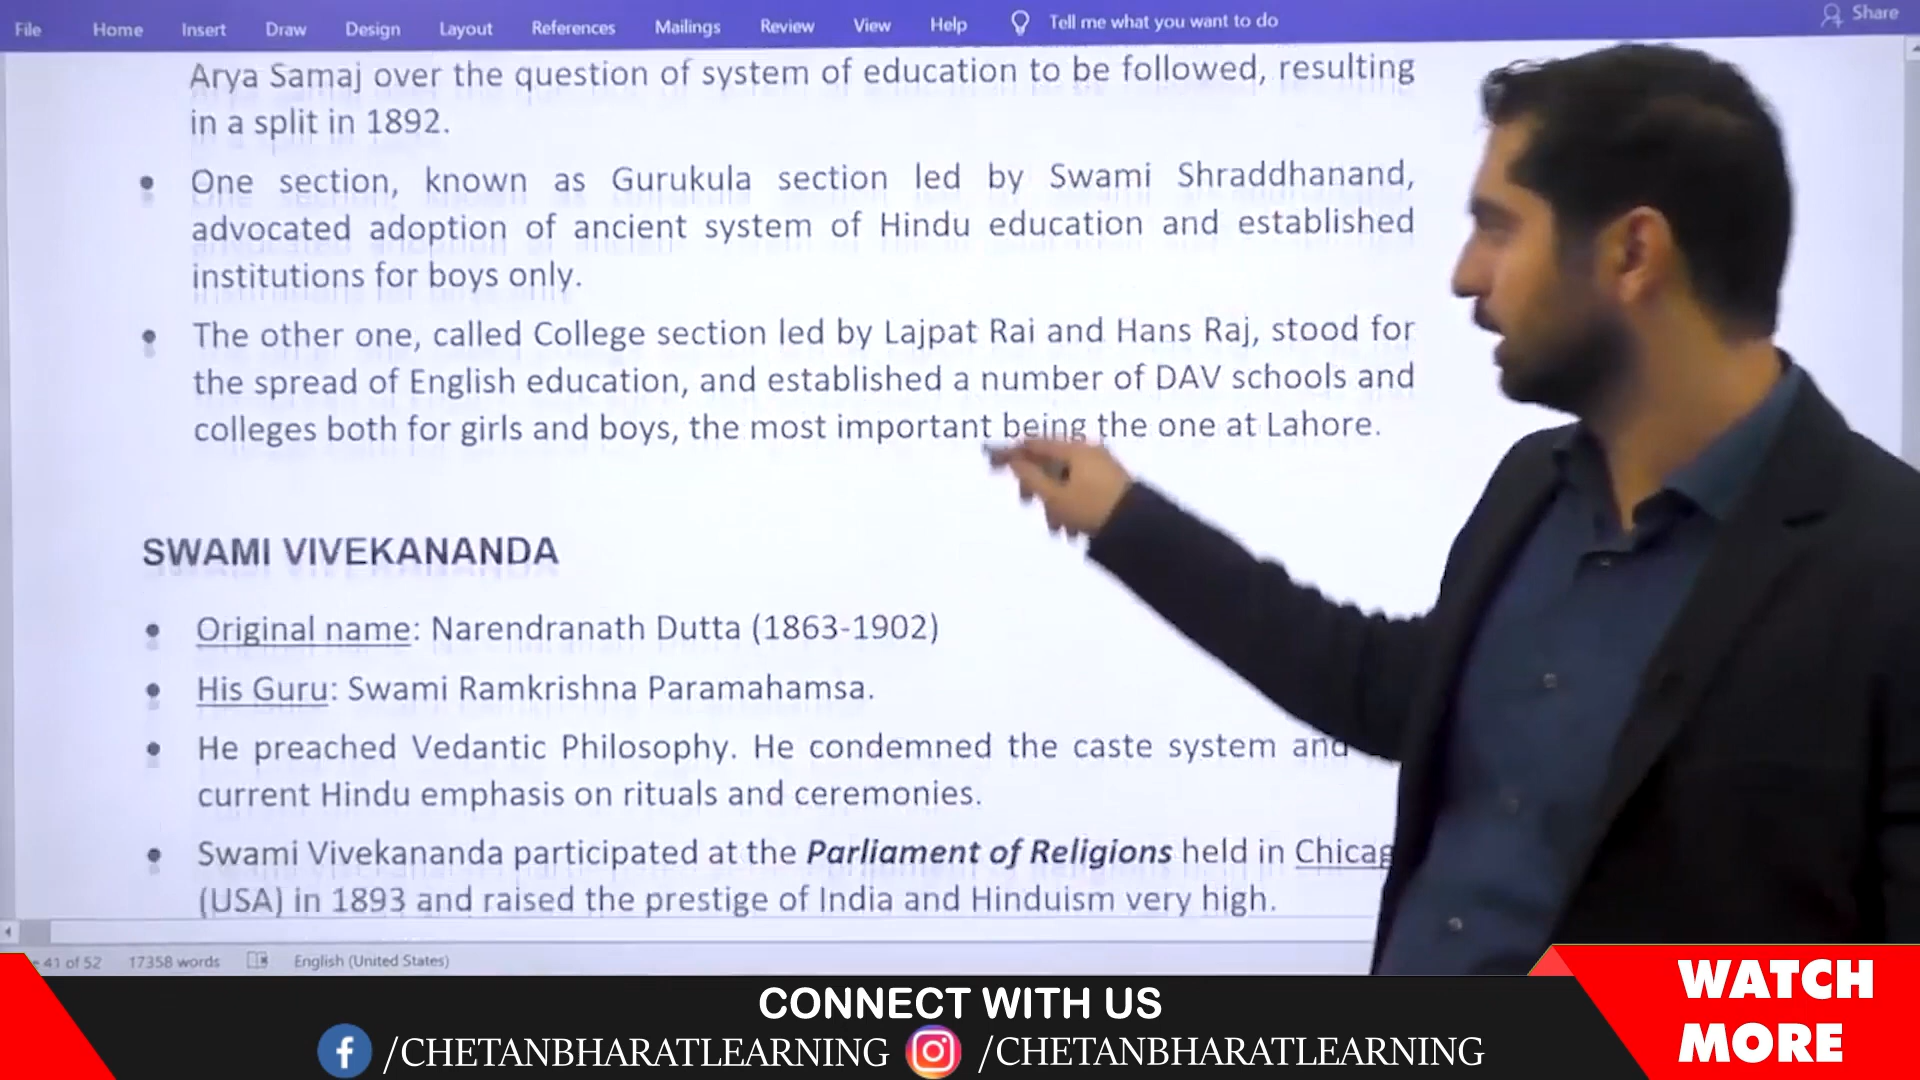 File Home Insert Draw Design Layout References Mailings Review View Help Tell me what you want to do Share
Arya Samaj over the question of system of education to be followed, resulting
in a split in 1892.
• One section, known as Gurukula section led by Swami Shraddhanand,
advocated adoption of ancient system of Hindu education and established
institutions for boys only.
• The other one, called College section led by Lajpat Rai and Hans Raj, stood for
the spread of English education, and established a number of DAV schools and
colleges both for girls and boys, the most important being the one at Lahore.
SWAMI VIVEKANANDA
• Original name: Narendranath Dutta (1863-1902)
• His Guru: Swami Ramkrishna Paramahamsa.
• He preached Vedantic Philosophy. He condemned the caste system and
current Hindu emphasis on rituals and ceremonies.
• Swami Vivekananda participated at the Parliament of Religions held in Chicag
(USA) in 1893 and raised the prestige of India and Hinduism very high.
41 of 52 17358 words English (United States)
CONNECT WITH US
/CHETANBHARATLEARNING /CHETANBHARATLEARNING
WATCH
MORE